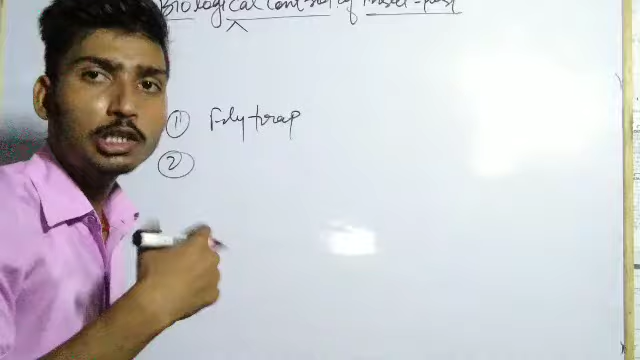 Biological Control of Insect-pest
① Fly trap
②